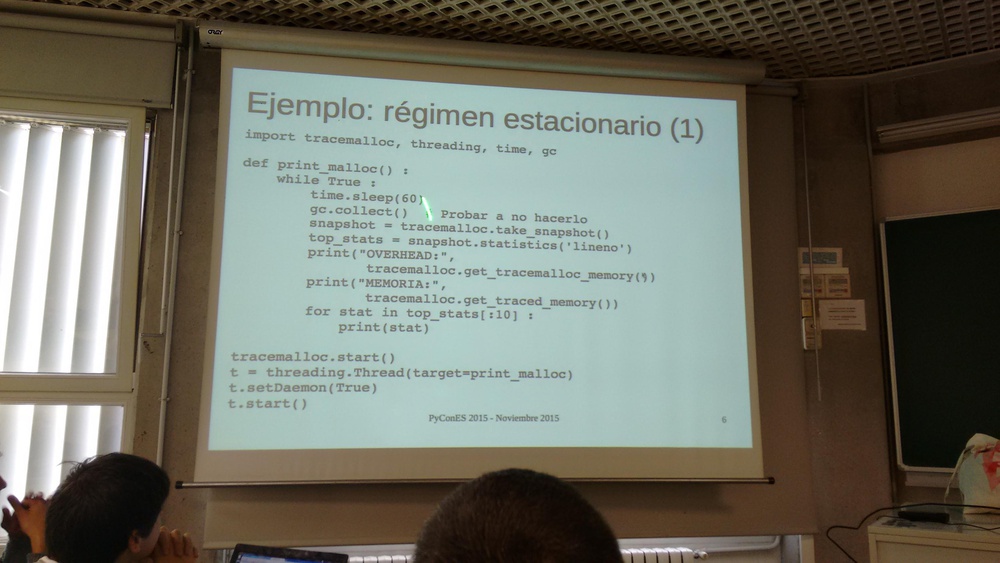 Ejemplo: régimen estacionario (1)
import tracemalloc, threading, time, gc
def print_malloc() :
while True :
time.sleep(60)
gc.collect() Probar a no hacerlo
snapshot = tracemalloc.take_snapshot()
top_stats = snapshot.statistics('lineno')
print("OVERHEAD:",
tracemalloc.get_tracemalloc_memory())
print("MEMORIA:",
tracemalloc.get_traced_memory())
for stat in top_stats[:10] :
print(stat)
tracemalloc.start()
t = threading.Thread(target=print_malloc)
t.setDaemon(True)
t.start()
PyConES 2015 - Noviembre 2015
6